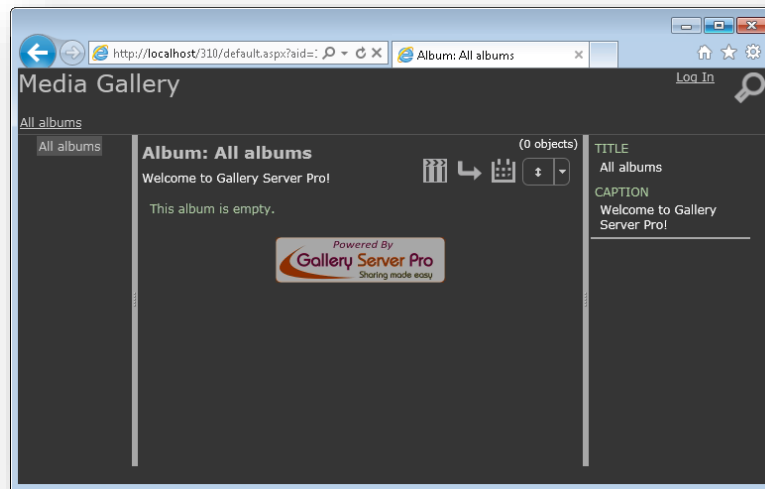 http://localhost/310/default.aspx?aid=
Album: All albums
Media Gallery
Log In
All albums
All albums
Album: All albums
(0 objects)
Welcome to Gallery Server Pro!
This album is empty.
Powered By
Gallery Server Pro
Sharing made easy
TITLE
All albums
CAPTION
Welcome to Gallery
Server Pro!